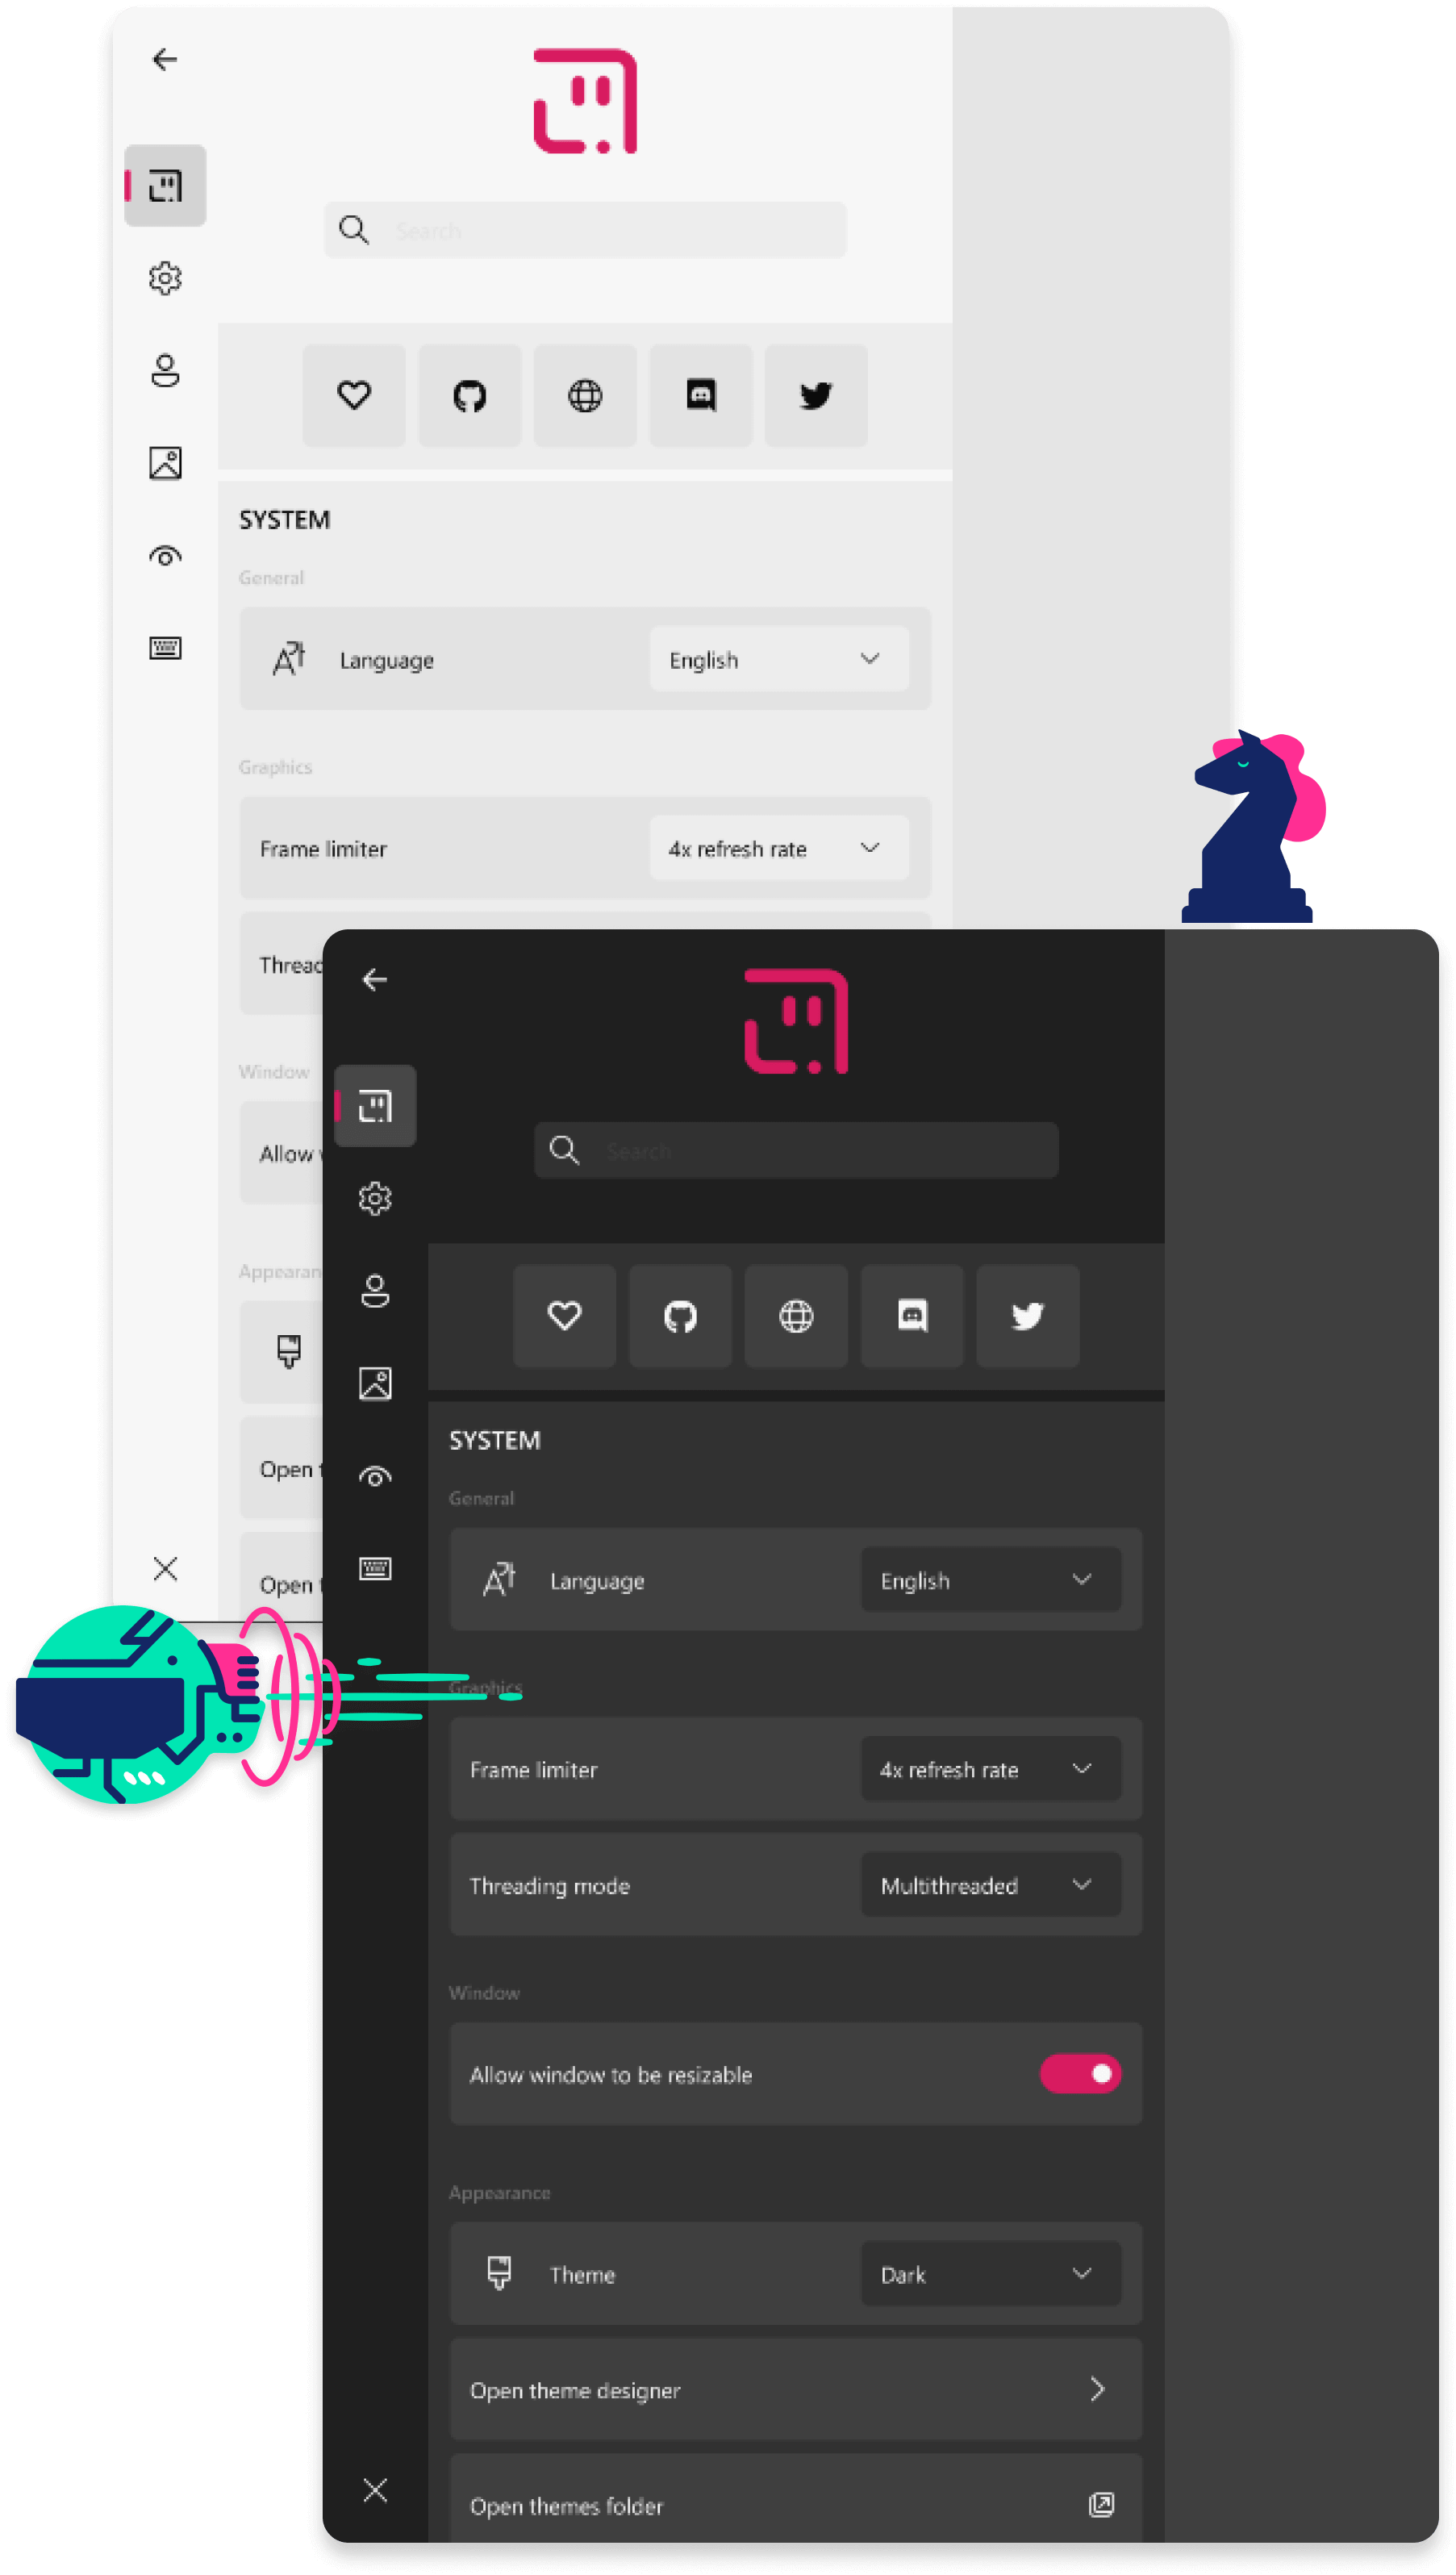 Search
SYSTEM
General
Language English
Graphics
Frame limiter 4x refresh rate
Threac
Window
Allow
Appearan
Open
Open
Search
SYSTEM
General
Language English
Graphics
Frame limiter 4x refresh rate
Threading mode Multithreaded
Window
Allow window to be resizable
Appearance
Theme Dark
Open theme designer
Open themes folder